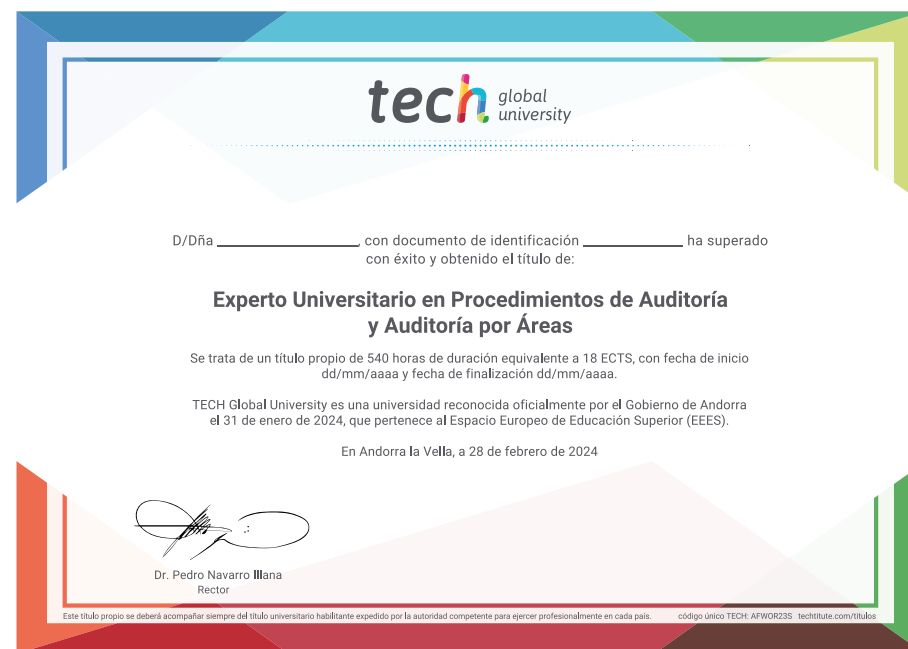 tech global university
D/Dña ____________________, con documento de identificación ______________ ha superado
con éxito y obtenido el título de:
Experto Universitario en Procedimientos de Auditoría
y Auditoría por Áreas
Se trata de un título propio de 540 horas de duración equivalente a 18 ECTS, con fecha de inicio
dd/mm/aaaa y fecha de finalización dd/mm/aaaa.
TECH Global University es una universidad reconocida oficialmente por el Gobierno de Andorra
el 31 de enero de 2024, que pertenece al Espacio Europeo de Educación Superior (EEES).
En Andorra la Vella, a 28 de febrero de 2024
Dr. Pedro Navarro Illana
Rector
Este título propio se deberá acompañar siempre del título universitario habilitante expedido por la autoridad competente para ejercer profesionalmente en cada país. código único TECH: AFWOR23S techtitute.com/titulos